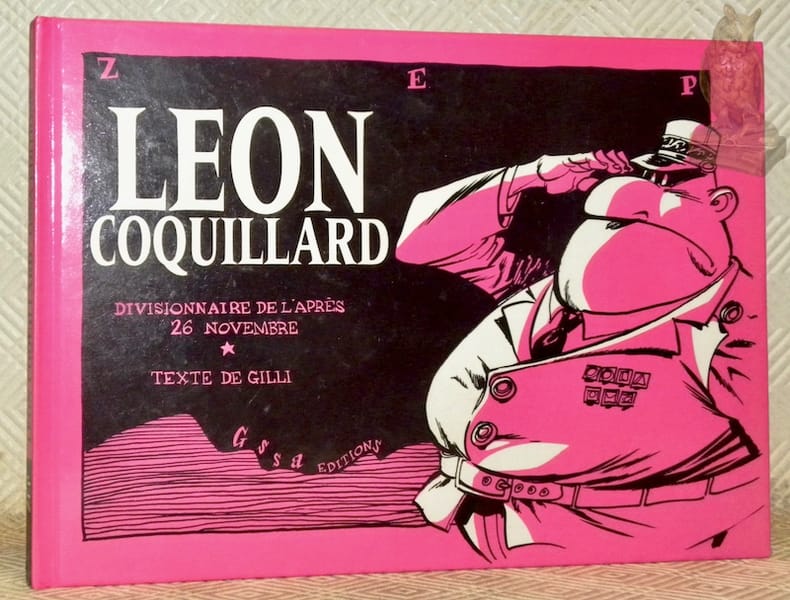 Z E P
LEON
COQUILLARD
DIVISIONNAIRE DE L'APRÈS
26 NOVEMBRE
TEXTE DE GILLI
Gssa EDITIONS